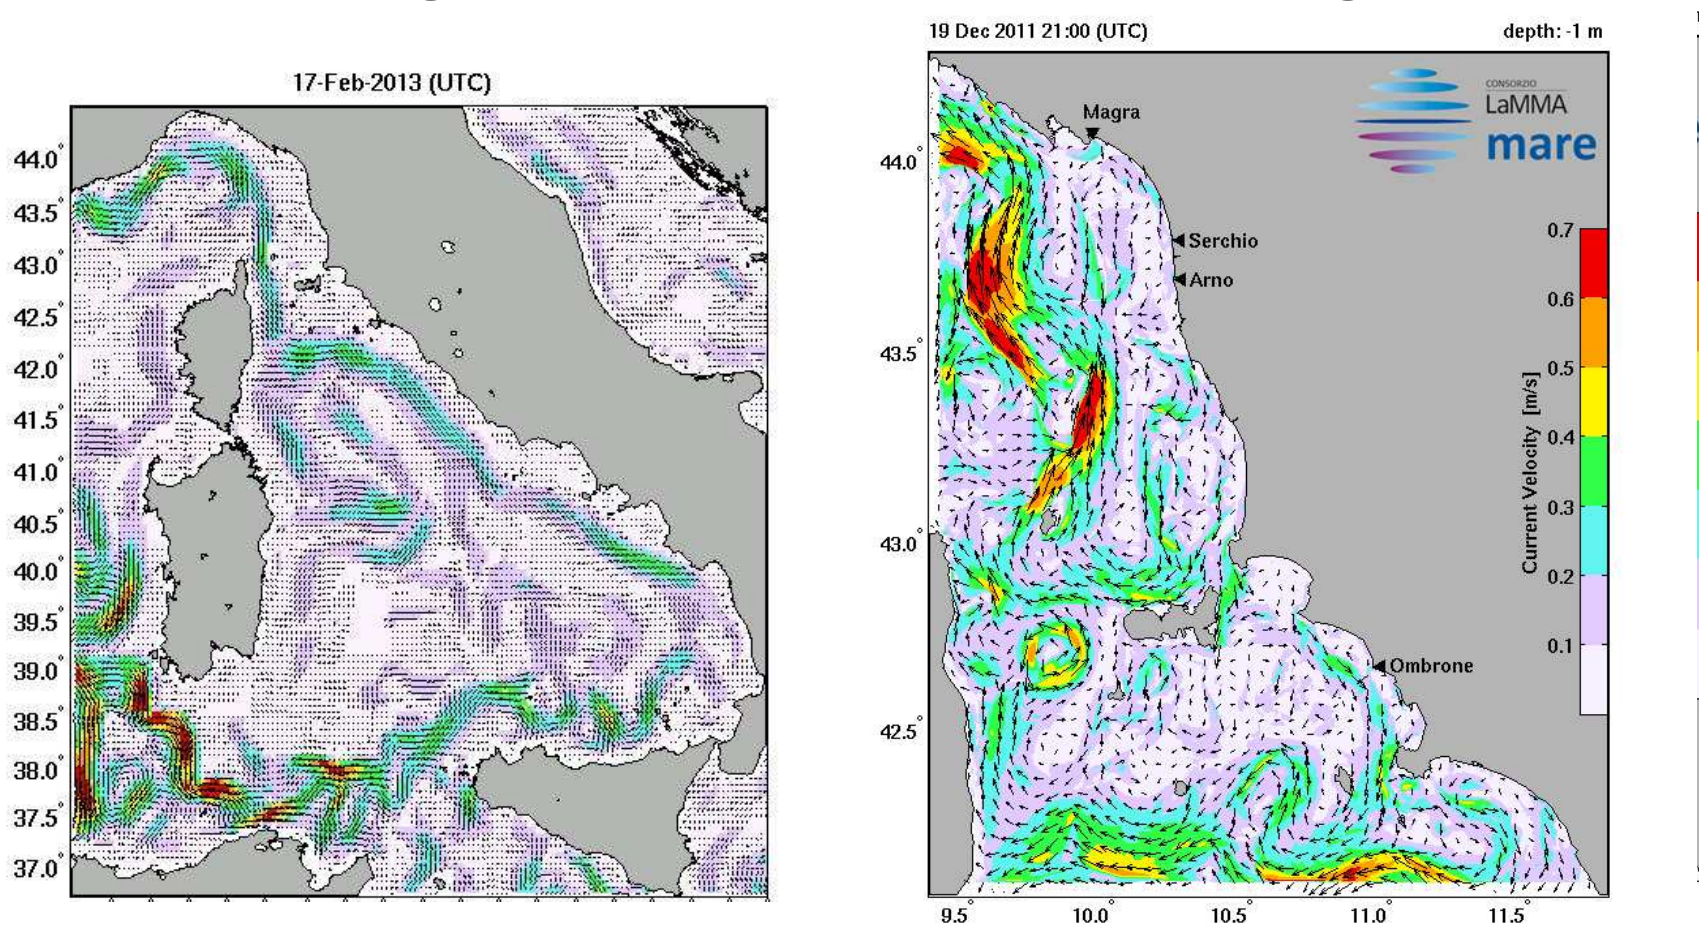 17-Feb-2013 (UTC)
44.0°
43.5°
43.0°
42.5°
42.0°
41.5°
41.0°
40.5°
40.0°
39.5°
39.0°
38.5°
38.0°
37.5°
37.0°
19 Dec 2011 21:00 (UTC)
depth: -1 m
CONSORZIO
LaMMA
mare
Magra
Serchio
Arno
Ombrone
44.0°
43.5°
43.0°
42.5°
9.5°
10.0°
10.5°
11.0°
11.5°
Current Velocity [m/s]
0.7
0.6
0.5
0.4
0.3
0.2
0.1